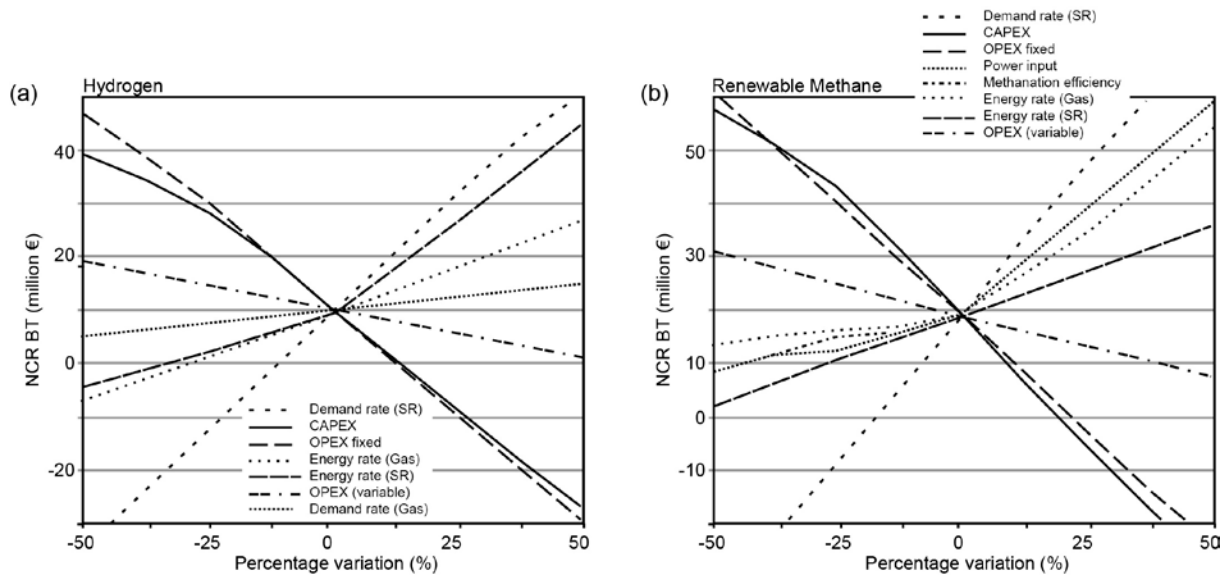 (a)
Hydrogen
NCR BT (million €)
40
20
0
-20
Demand rate (SR)
CAPEX
OPEX fixed
Energy rate (Gas)
Energy rate (SR)
OPEX (variable)
Demand rate (Gas)
-50
-25
0
25
50
Percentage variation (%)
(b)
Renewable Methane
Demand rate (SR)
CAPEX
OPEX fixed
Power input
Methanation efficiency
Energy rate (Gas)
Energy rate (SR)
OPEX (variable)
NCR BT (million €)
50
30
10
0
-10
-50
-25
0
25
50
Percentage variation (%)